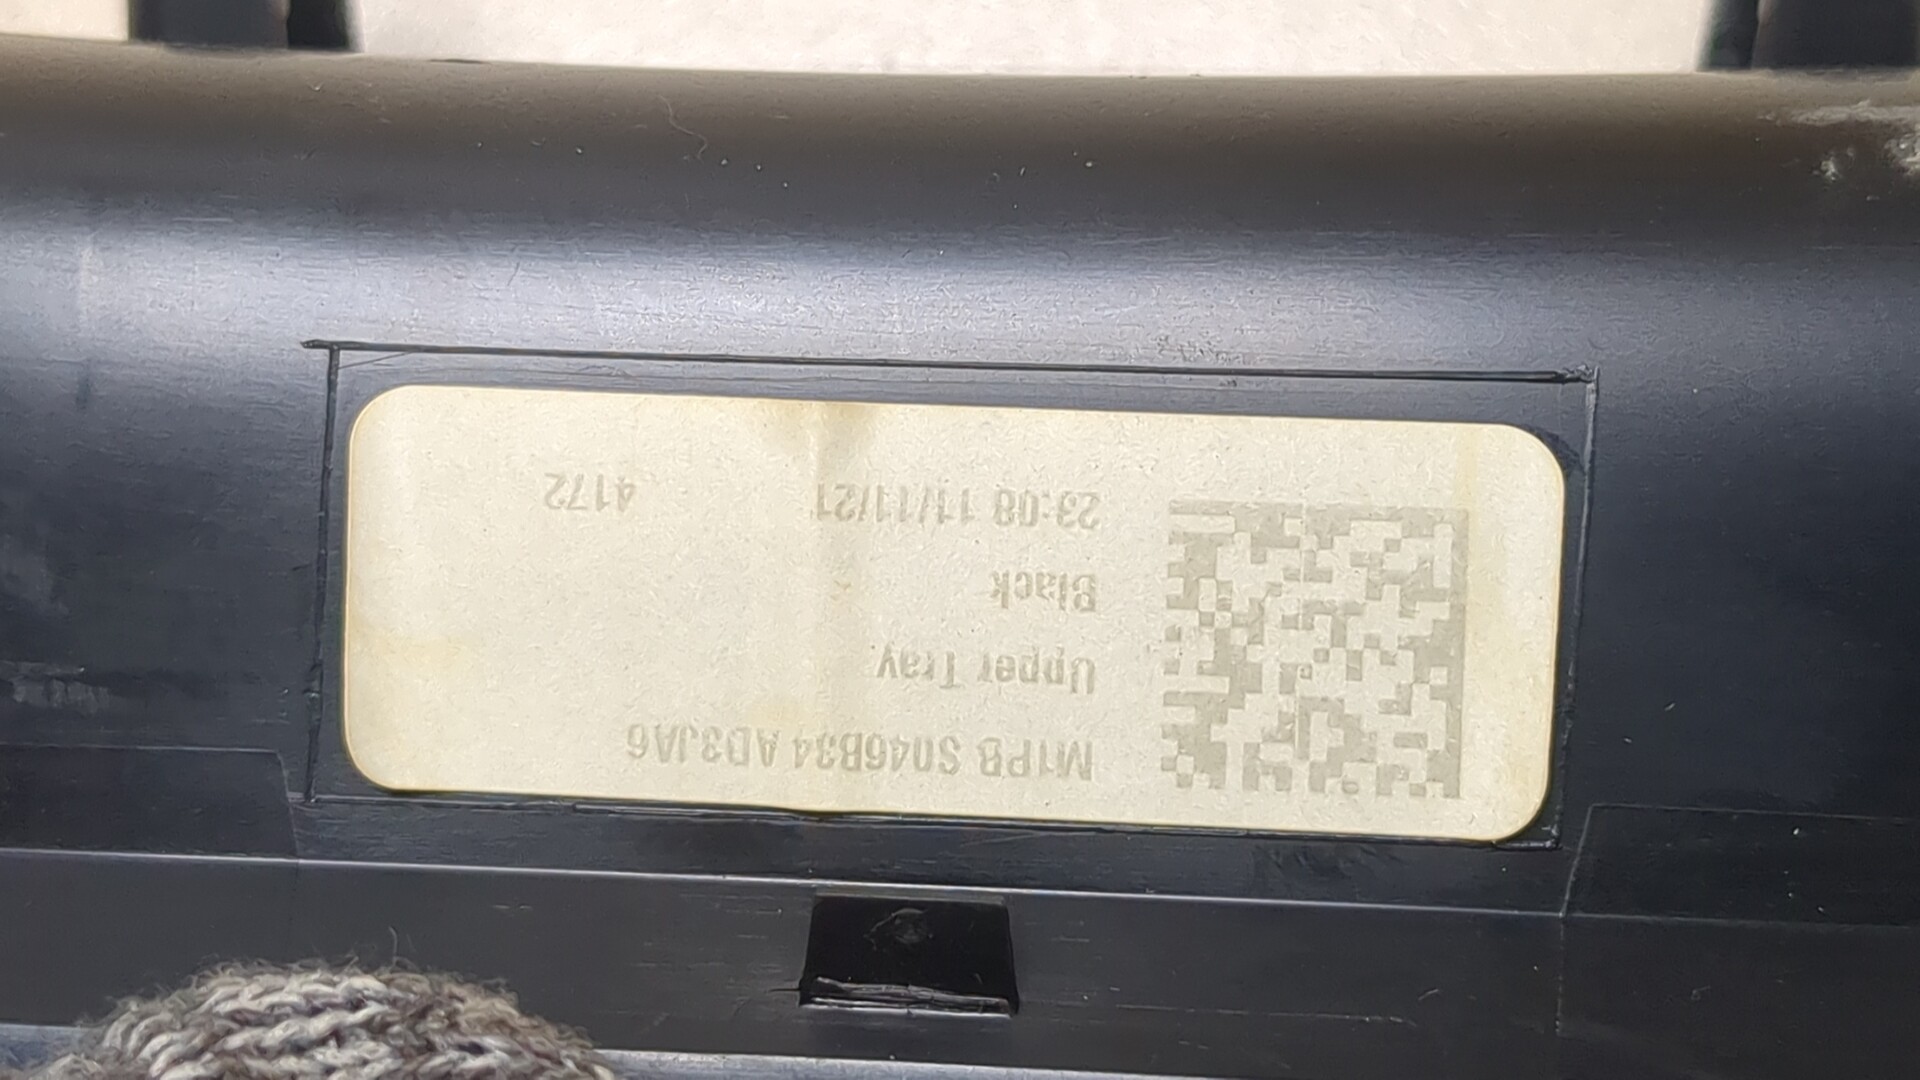 M1PB S046B34 AD3JA6
Upper Tray
Black
23:08 11/11/21 4172